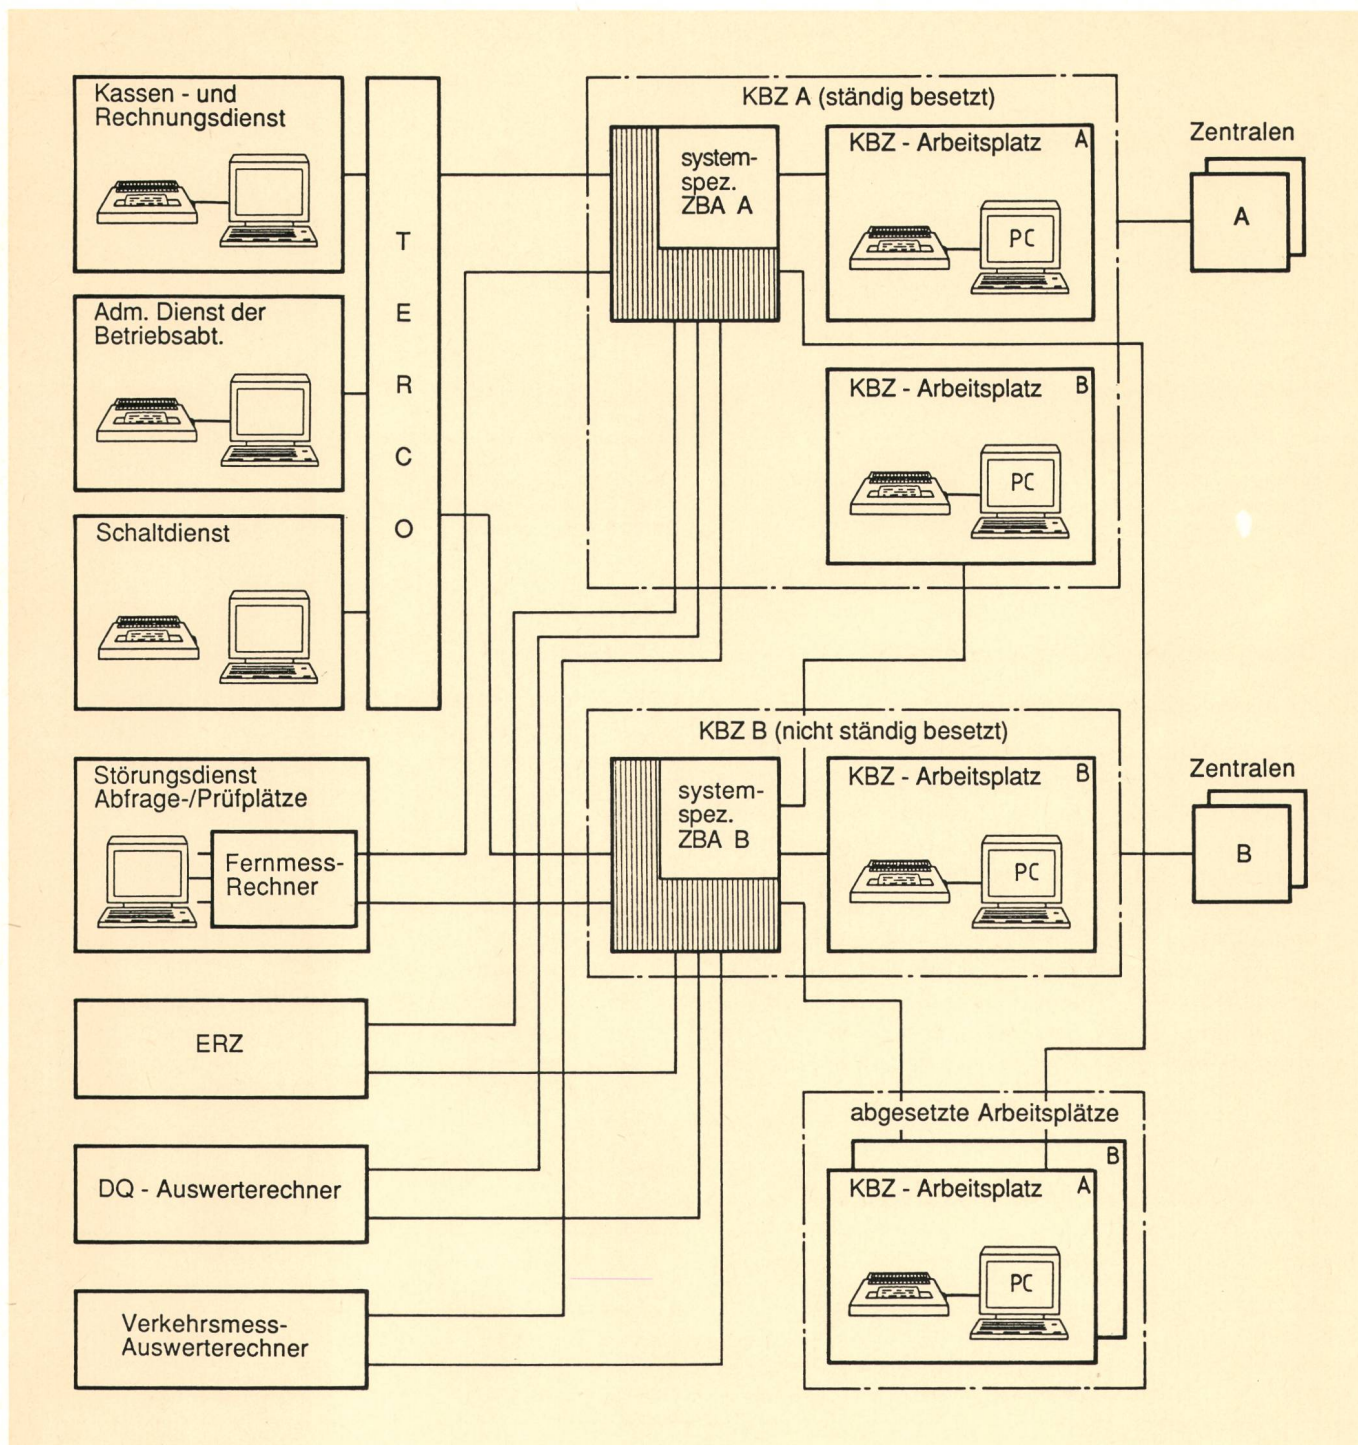 Kassen - und
Rechnungsdienst
Adm. Dienst der
Betriebsabt.
Schaltdienst
T
E
R
C
O
Störungsdienst
Abfrage-/Prüfplätze
Fernmess-
Rechner
ERZ
DQ - Auswerterechner
Verkehrsmess-
Auswerterechner
KBZ A (ständig besetzt)
system-
spez.
ZBA A
KBZ - Arbeitsplatz A
PC
KBZ - Arbeitsplatz B
PC
Zentralen
A
KBZ B (nicht ständig besetzt)
system-
spez.
ZBA B
KBZ - Arbeitsplatz B
PC
Zentralen
B
abgesetzte Arbeitsplätze
B
KBZ - Arbeitsplatz A
PC